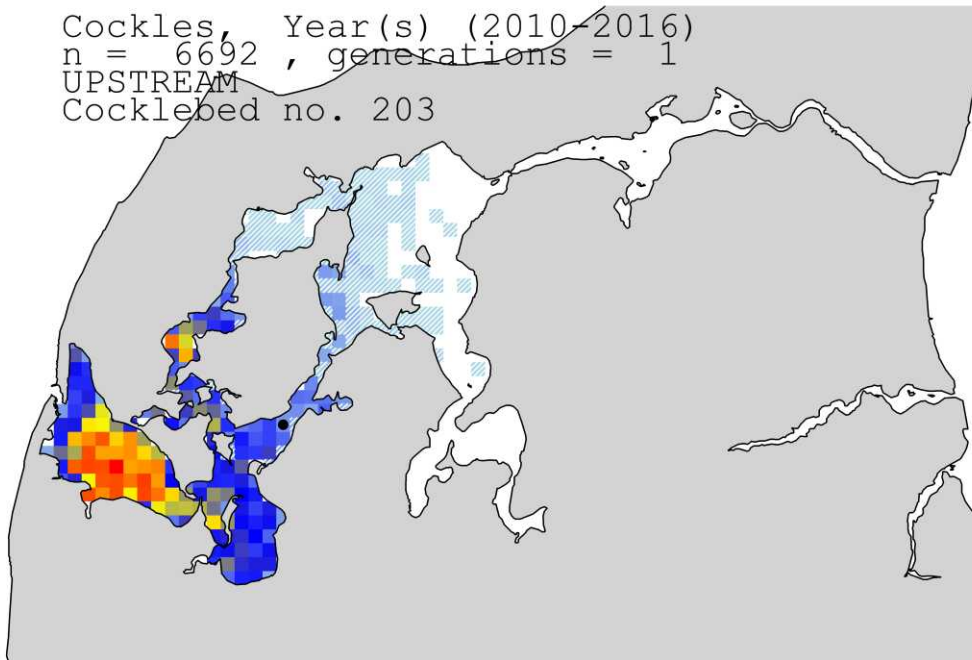 Cockles, Year(s) (2010-2016)
n = 6692 , generations = 1
UPSTREAM
Cocklebed no. 203